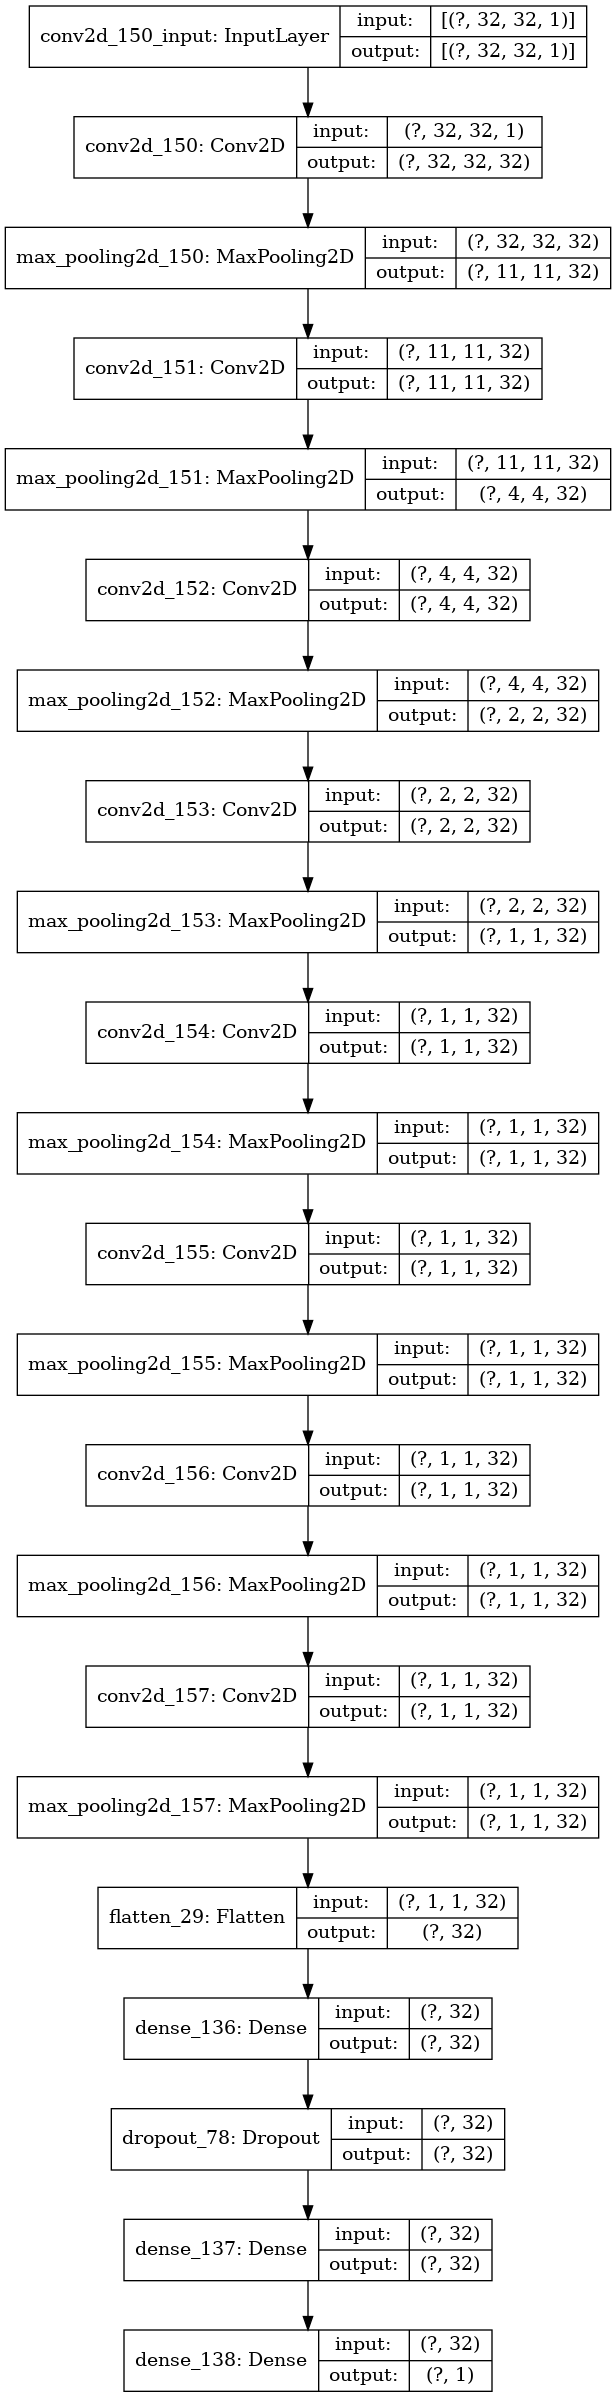 conv2d_150_input: InputLayer
input:
[(?, 32, 32, 1)]
output:
[(?, 32, 32, 1)]
conv2d_150: Conv2D
input:
(?, 32, 32, 1)
output:
(?, 32, 32, 32)
max_pooling2d_150: MaxPooling2D
input:
(?, 32, 32, 32)
output:
(?, 11, 11, 32)
conv2d_151: Conv2D
input:
(?, 11, 11, 32)
output:
(?, 11, 11, 32)
max_pooling2d_151: MaxPooling2D
input:
(?, 11, 11, 32)
output:
(?, 4, 4, 32)
conv2d_152: Conv2D
input:
(?, 4, 4, 32)
output:
(?, 4, 4, 32)
max_pooling2d_152: MaxPooling2D
input:
(?, 4, 4, 32)
output:
(?, 2, 2, 32)
conv2d_153: Conv2D
input:
(?, 2, 2, 32)
output:
(?, 2, 2, 32)
max_pooling2d_153: MaxPooling2D
input:
(?, 2, 2, 32)
output:
(?, 1, 1, 32)
conv2d_154: Conv2D
input:
(?, 1, 1, 32)
output:
(?, 1, 1, 32)
max_pooling2d_154: MaxPooling2D
input:
(?, 1, 1, 32)
output:
(?, 1, 1, 32)
conv2d_155: Conv2D
input:
(?, 1, 1, 32)
output:
(?, 1, 1, 32)
max_pooling2d_155: MaxPooling2D
input:
(?, 1, 1, 32)
output:
(?, 1, 1, 32)
conv2d_156: Conv2D
input:
(?, 1, 1, 32)
output:
(?, 1, 1, 32)
max_pooling2d_156: MaxPooling2D
input:
(?, 1, 1, 32)
output:
(?, 1, 1, 32)
conv2d_157: Conv2D
input:
(?, 1, 1, 32)
output:
(?, 1, 1, 32)
max_pooling2d_157: MaxPooling2D
input:
(?, 1, 1, 32)
output:
(?, 1, 1, 32)
flatten_29: Flatten
input:
(?, 1, 1, 32)
output:
(?, 32)
dense_136: Dense
input:
(?, 32)
output:
(?, 32)
dropout_78: Dropout
input:
(?, 32)
output:
(?, 32)
dense_137: Dense
input:
(?, 32)
output:
(?, 32)
dense_138: Dense
input:
(?, 32)
output:
(?, 1)